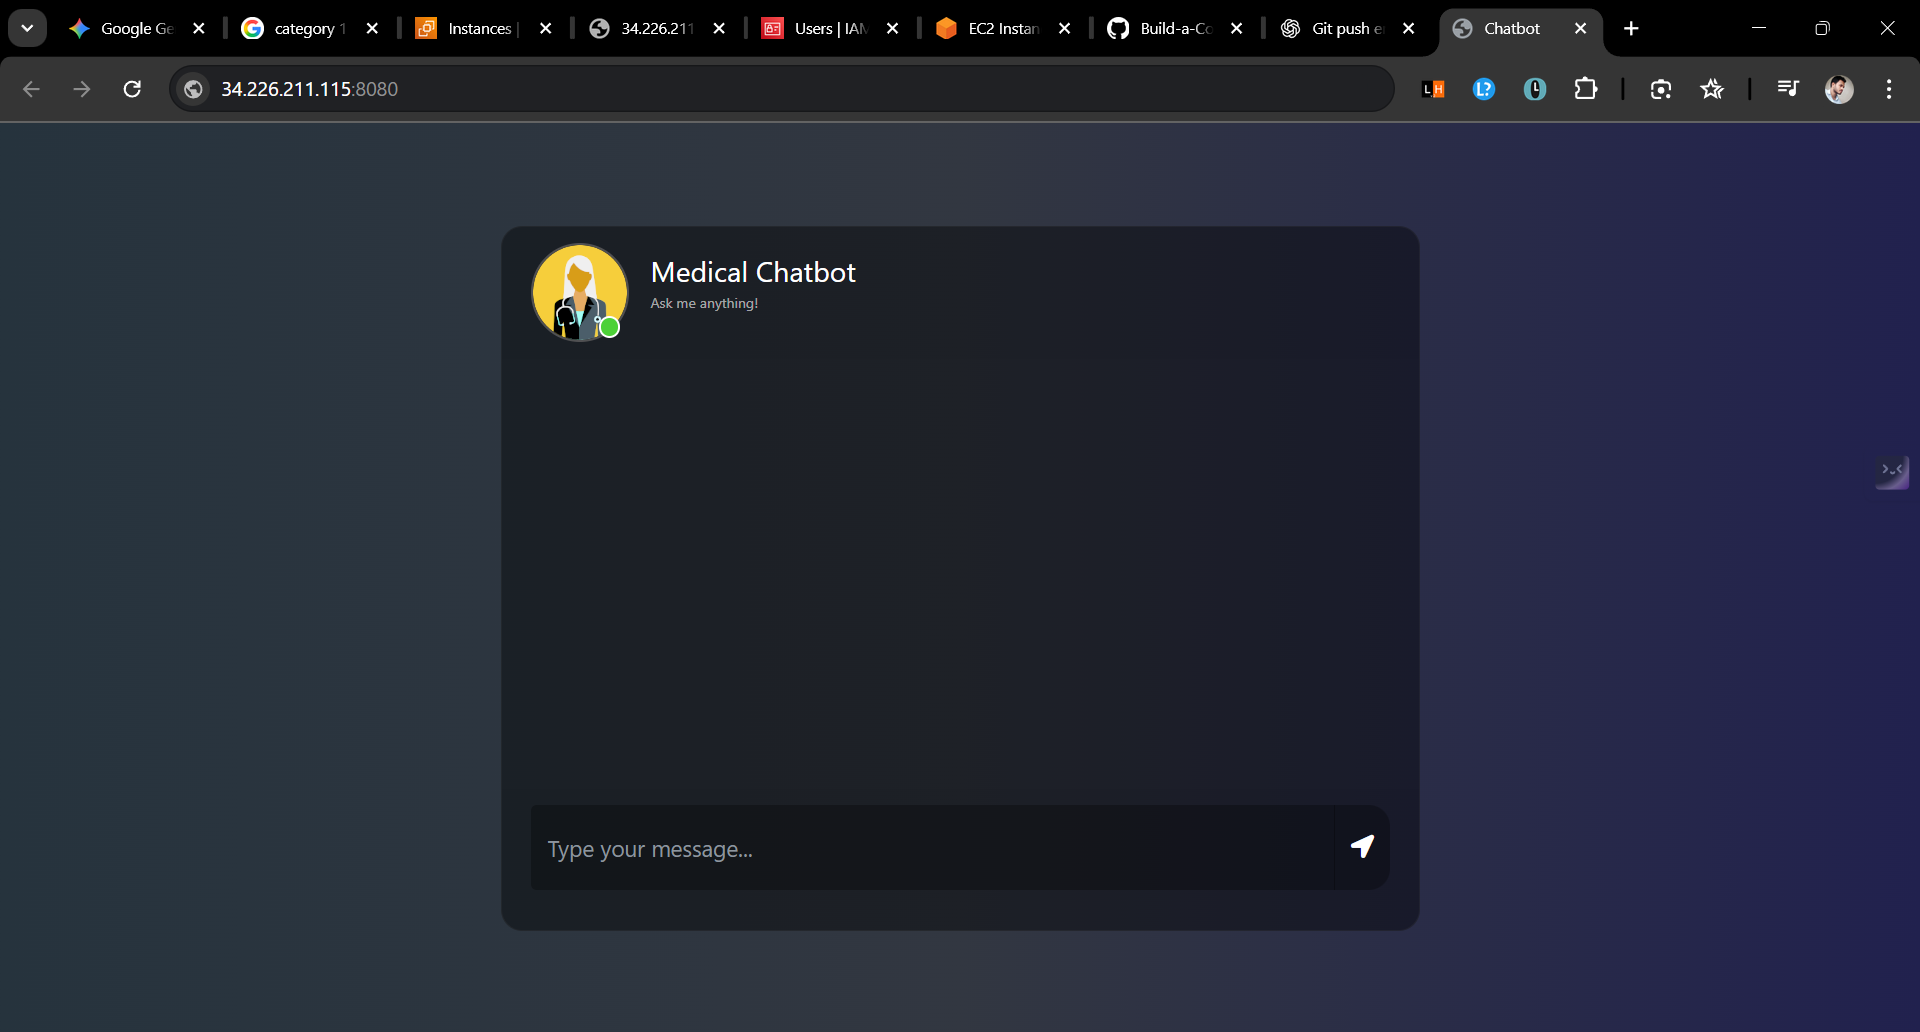 Google Ge
category 1
Instances |
34.226.211
Users | IAM
EC2 Instan
Build-a-Co
Git push e
Chatbot
34.226.211.115:8080
Medical Chatbot
Ask me anything!
Type your message...